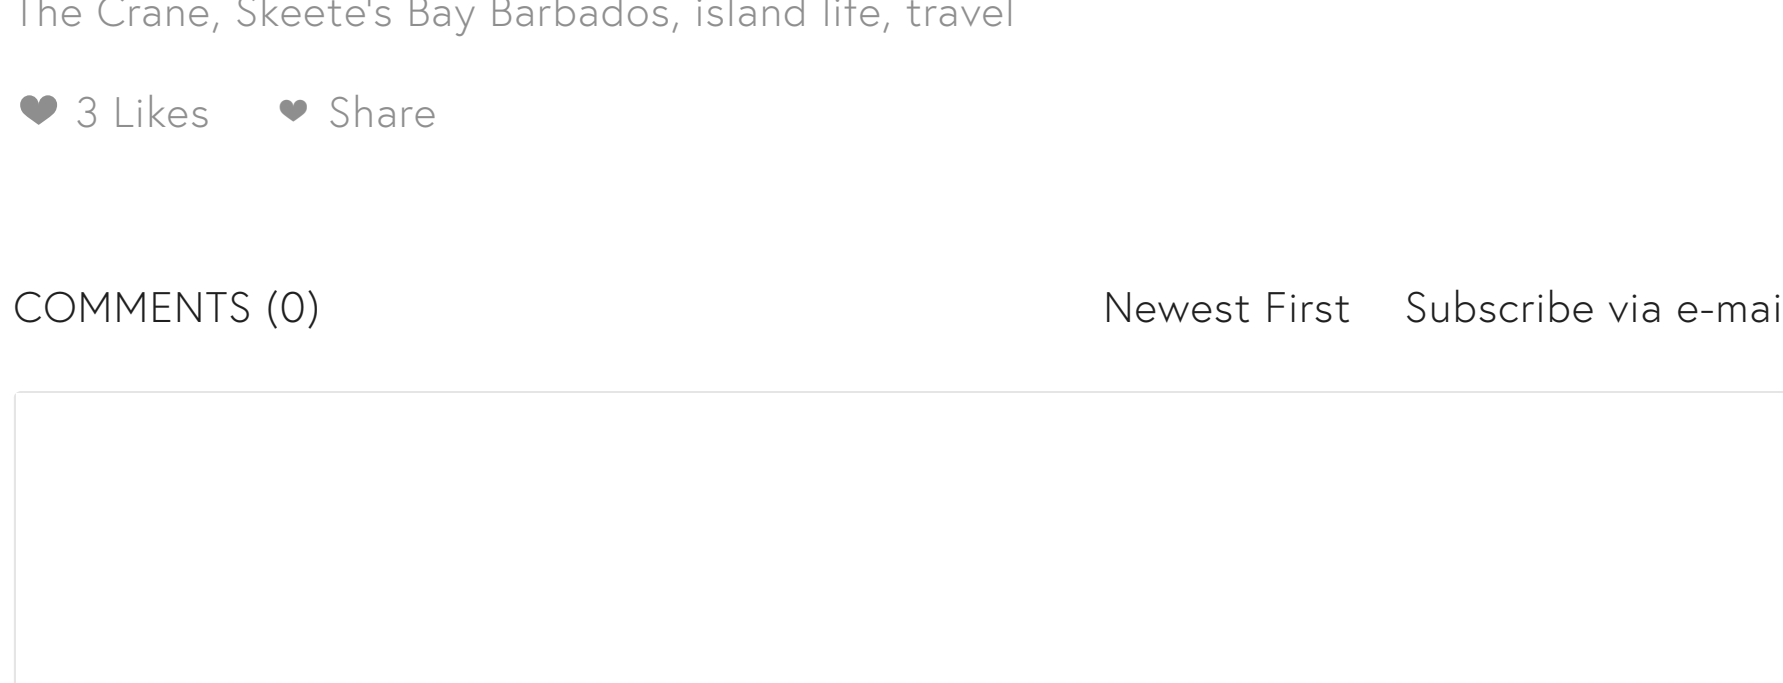 The Crane, Skeete's Bay Barbados, island life, travel
3 Likes Share
COMMENTS (0)
Newest First Subscribe via e-mai